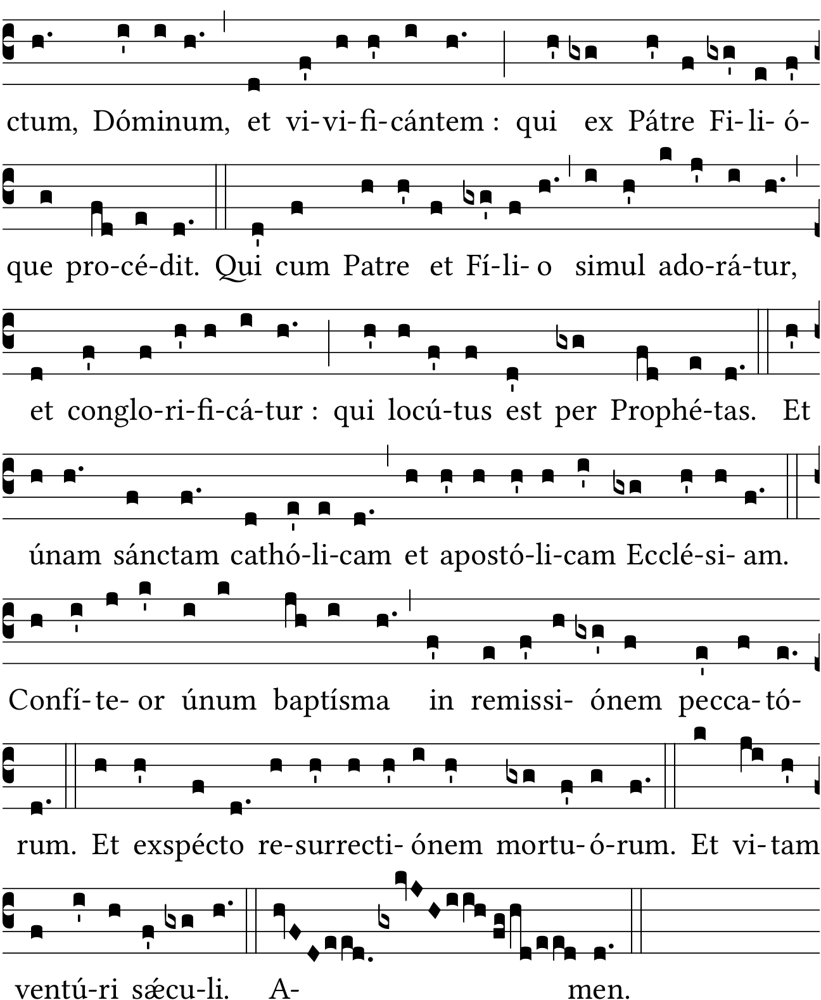 ctum, Dóminum, et vi-vi-fi-cántem : qui ex Pátre Fi-li-ó-
que pro-cé-dit. Qui cum Patre et Fí-li-o simul ado-rá-tur,
et conglo-ri-fi-cá-tur : qui locú-tus est per Prophé-tas. Et
únam sánctam cathó-li-cam et apostó-li-cam Ecclé-si-am.
Confí-te-or únum baptísma in remissi-ónem pecca-tó-
rum. Et exspécto re-surrecti-ónem mortu-ó-rum. Et vi-tam
ventú-ri sǽcu-li. A-men.